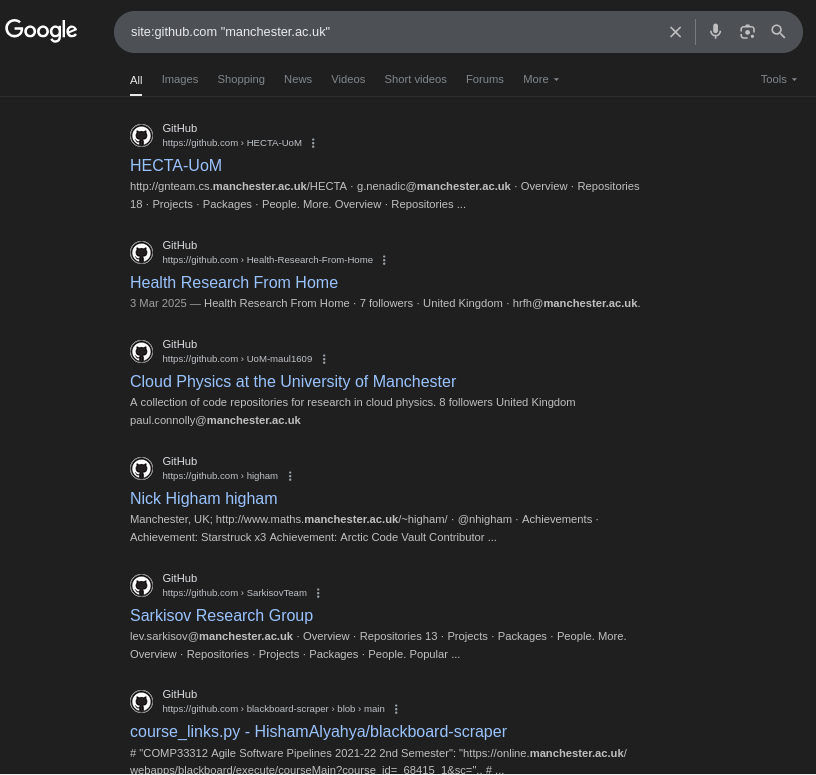 Google
site:github.com "manchester.ac.uk"
All Images Shopping News Videos Short videos Forums More Tools
GitHub
https://github.com › HECTA-UoM
HECTA-UoM
http://gnteam.cs.manchester.ac.uk/HECTA · g.nenadic@manchester.ac.uk · Overview · Repositories
18 · Projects · Packages · People. More. Overview · Repositories ...
GitHub
https://github.com › Health-Research-From-Home
Health Research From Home
3 Mar 2025 — Health Research From Home · 7 followers · United Kingdom · hrfh@manchester.ac.uk.
GitHub
https://github.com › UoM-maul1609
Cloud Physics at the University of Manchester
A collection of code repositories for research in cloud physics. 8 followers United Kingdom
paul.connolly@manchester.ac.uk
GitHub
https://github.com › higham
Nick Higham higham
Manchester, UK; http://www.maths.manchester.ac.uk/~higham/ · @nhigham · Achievements ·
Achievement: Starstruck x3 Achievement: Arctic Code Vault Contributor ...
GitHub
https://github.com › SarkisovTeam
Sarkisov Research Group
lev.sarkisov@manchester.ac.uk · Overview · Repositories 13 · Projects · Packages · People. More.
Overview · Repositories · Projects · Packages · People. Popular ...
GitHub
https://github.com › blackboard-scraper › blob › main
course_links.py - HishamAlyahya/blackboard-scraper
# "COMP33312 Agile Software Pipelines 2021-22 2nd Semester": "https://online.manchester.ac.uk/
webapps/blackboard/execute/courseMain?course_id=_68415_1&sc=",. # ...